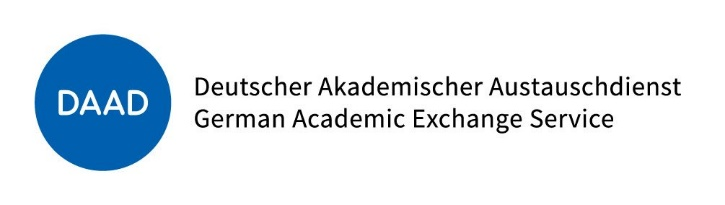 DAAD
Deutscher Akademischer Austauschdienst
German Academic Exchange Service